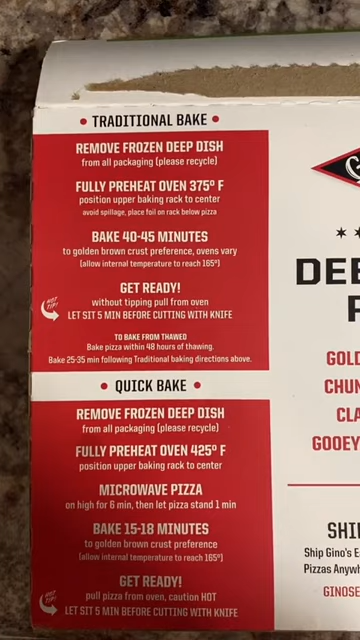 • TRADITIONAL BAKE •
REMOVE FROZEN DEEP DISH
from all packaging (please recycle)
FULLY PREHEAT OVEN 375º F
position upper baking rack to center
avoid spillage, place foil on rack below pizza
BAKE 40-45 MINUTES
to golden brown crust preference, ovens vary
(allow internal temperature to reach 165º)
GET READY!
HOT TIP!
without tipping pull from oven
LET SIT 5 MIN BEFORE CUTTING WITH KNIFE
TO BAKE FROM THAWED
Bake pizza within 48 hours of thawing.
Bake 25-35 min following Traditional baking directions above.
• QUICK BAKE •
REMOVE FROZEN DEEP DISH
from all packaging (please recycle)
FULLY PREHEAT OVEN 425º F
position upper baking rack to center
MICROWAVE PIZZA
on high for 6 min, then let pizza stand 1 min
BAKE 15-18 MINUTES
to golden brown crust preference
(allow internal temperature to reach 165º)
GET READY!
HOT TIP!
pull pizza from oven, caution HOT
LET SIT 5 MIN BEFORE CUTTING WITH KNIFE
DEE
P
GOLD
CHUN
CLA
GOOEY
SHI
Ship Gino's E
Pizzas Anywh
GINOSE